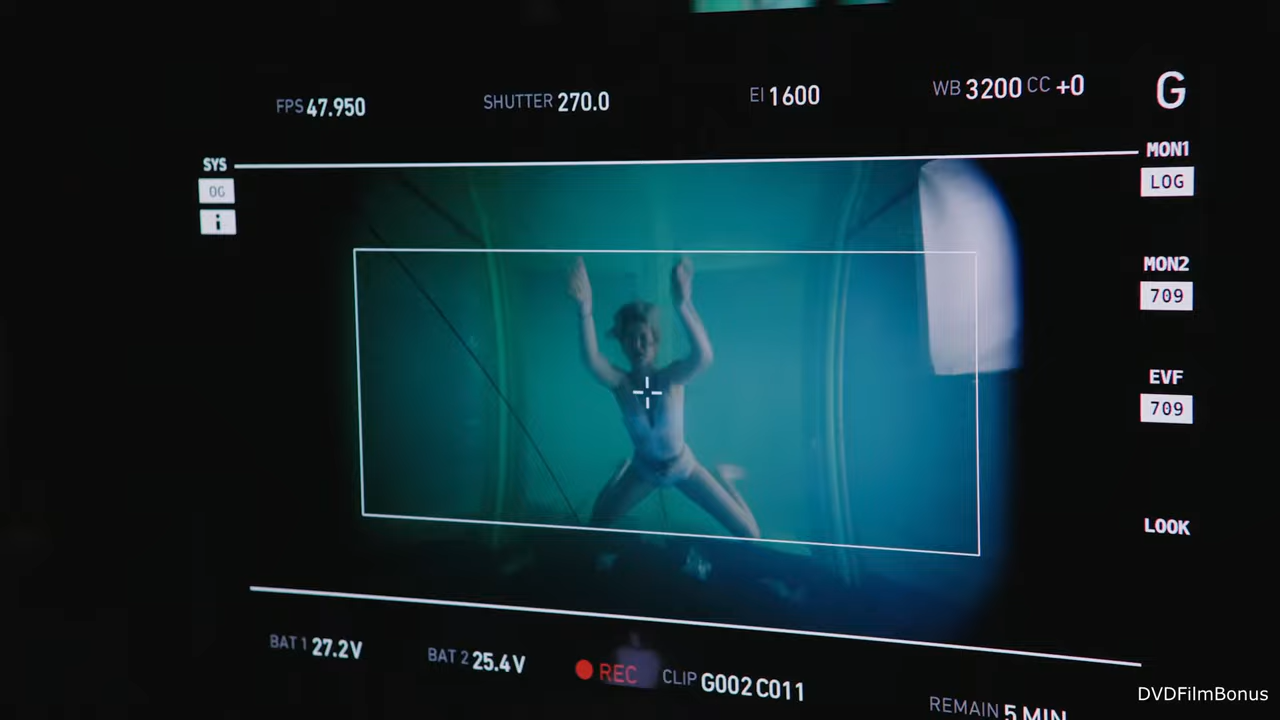 FPS 47.950 SHUTTER 270.0 EI 1600 WB 3200 CC +0 G
SYS
OG
i
MON1
LOG
MON2
709
EVF
709
LOOK
BAT 1 27.2V BAT 2 25.4V REC CLIP G002 C011 REMAIN 5 MIN
DVDFilmBonus